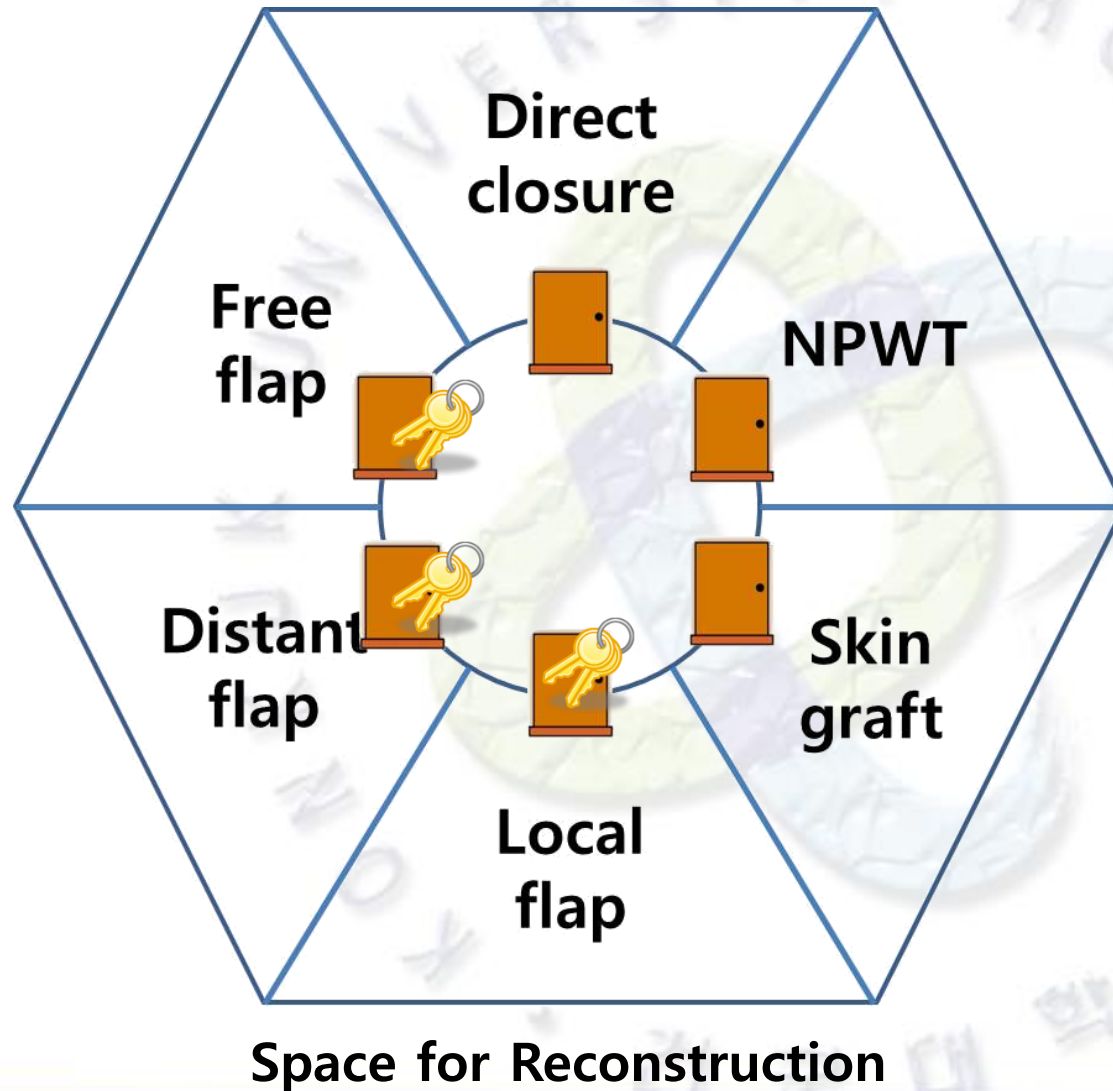 Direct
closure
Free
flap
NPWT
Distant
flap
Skin
graft
Local
flap
Space for Reconstruction